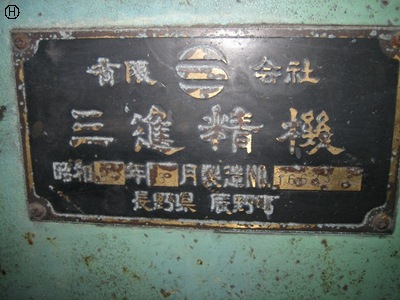 H
有限 会社
三進精機
昭和 年 月製造No.
長野県 辰野町